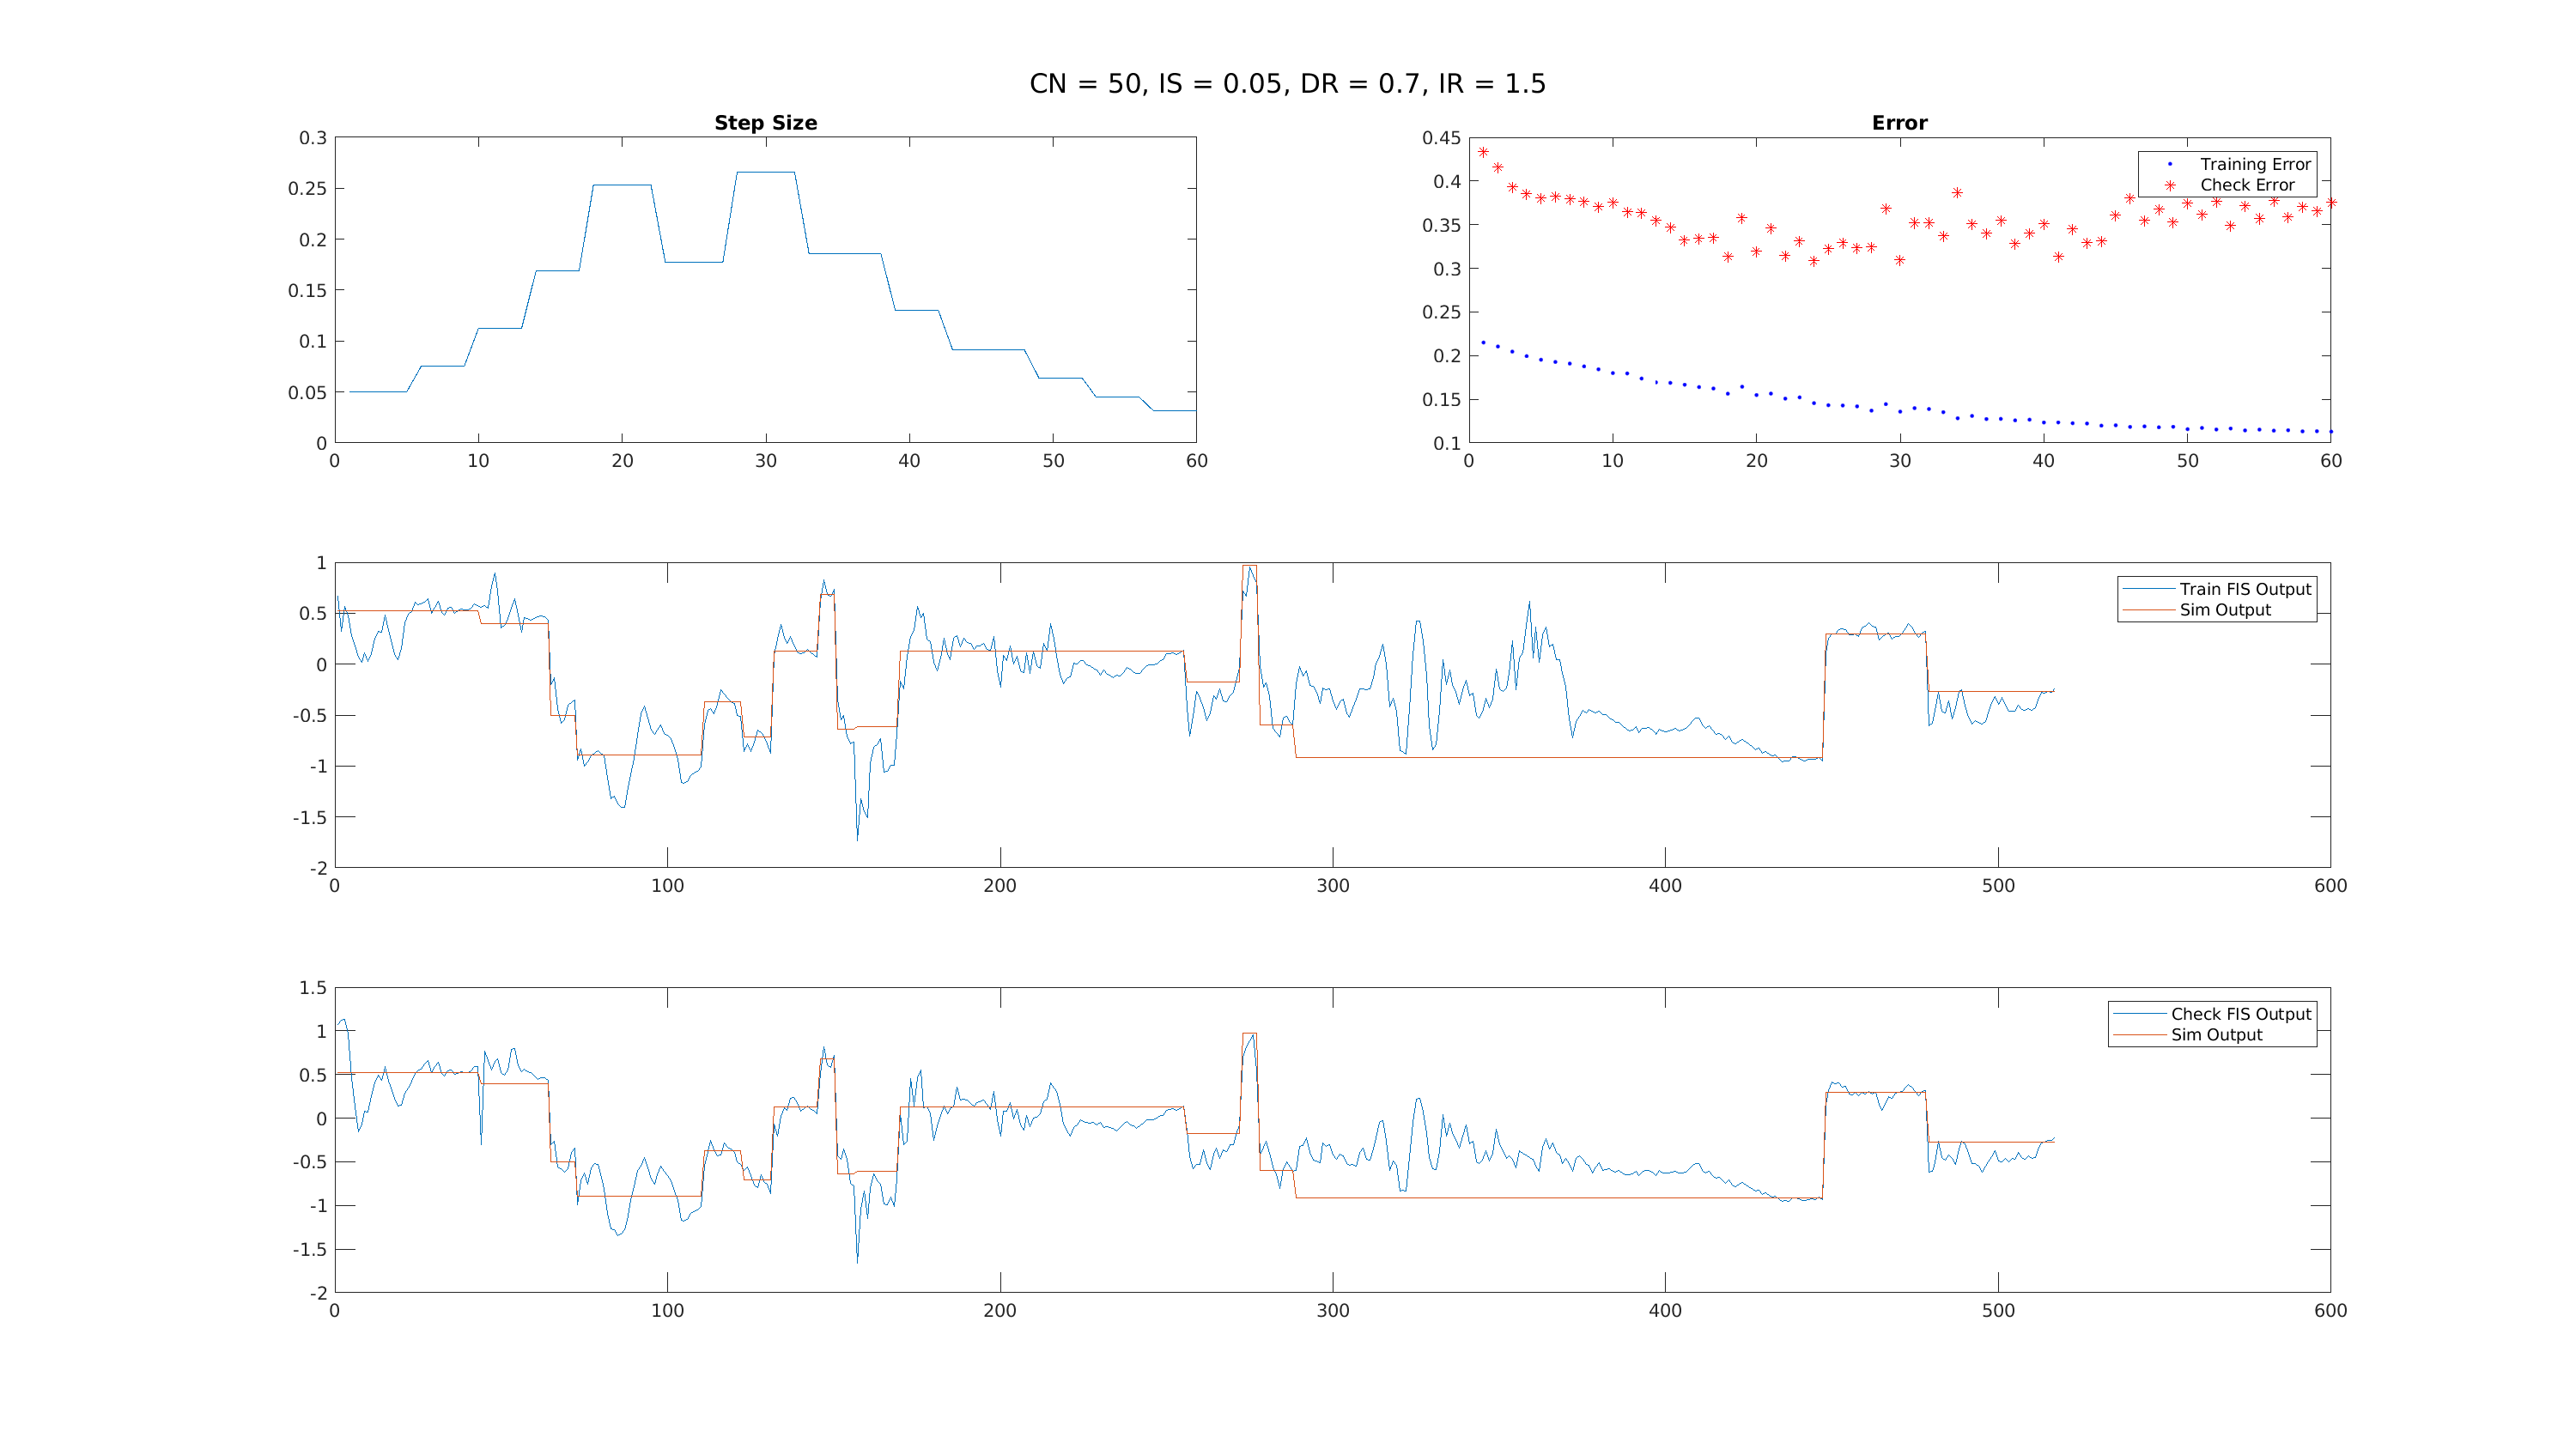 CN = 50, IS = 0.05, DR = 0.7, IR = 1.5
Step Size
0.3
0.25
0.2
0.15
0.1
0.05
0
0 10 20 30 40 50 60
Error
0.45
0.4
0.35
0.3
0.25
0.2
0.15
0.1
0 10 20 30 40 50 60
Training Error
Check Error
1
0.5
0
-0.5
-1
-1.5
-2
0 100 200 300 400 500 600
Train FIS Output
Sim Output
1.5
1
0.5
0
-0.5
-1
-1.5
-2
0 100 200 300 400 500 600
Check FIS Output
Sim Output